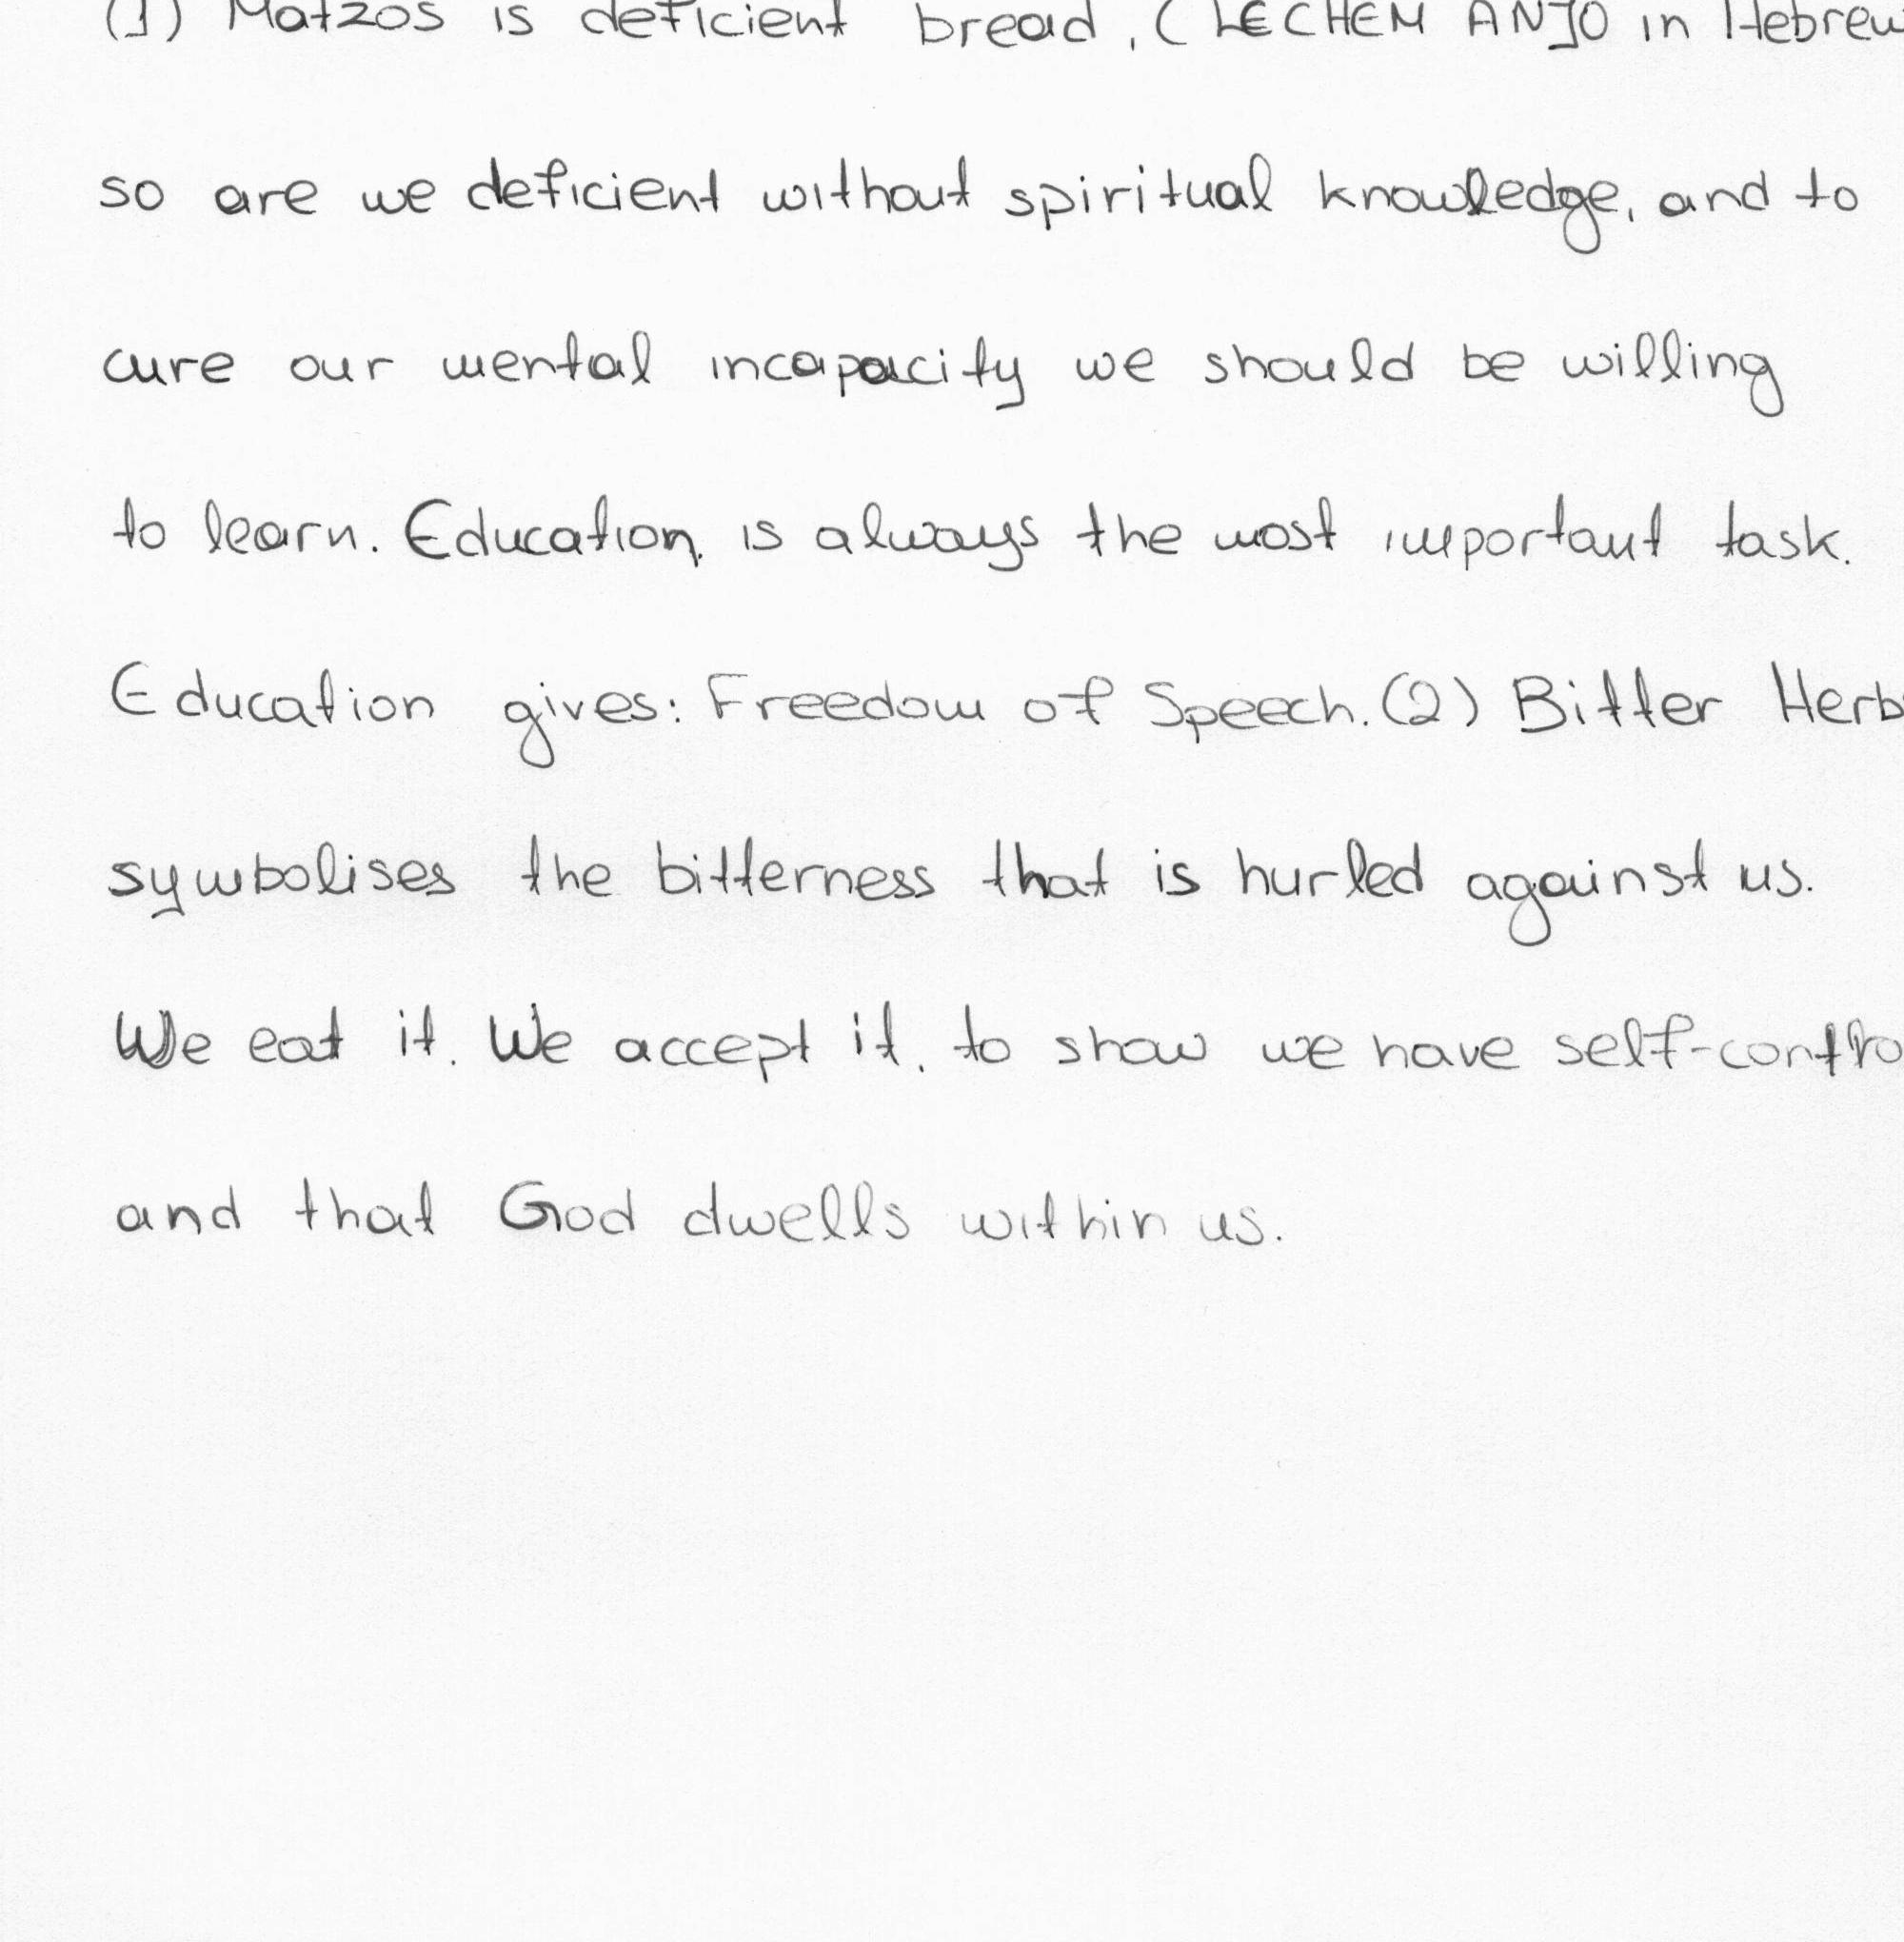 (1) Matzos is deficient bread, (LECHEM ANJO in Hebrew
so are we deficient without spiritual knowledge, and to
cure our mental incapacity we should be willing
to learn. Education, is always the most important task.
Education gives: Freedom of Speech. (2) Bitter Herb
symbolises the bitterness that is hurled against us.
We eat it. We accept it, to show we have self-contro
and that God dwells within us.